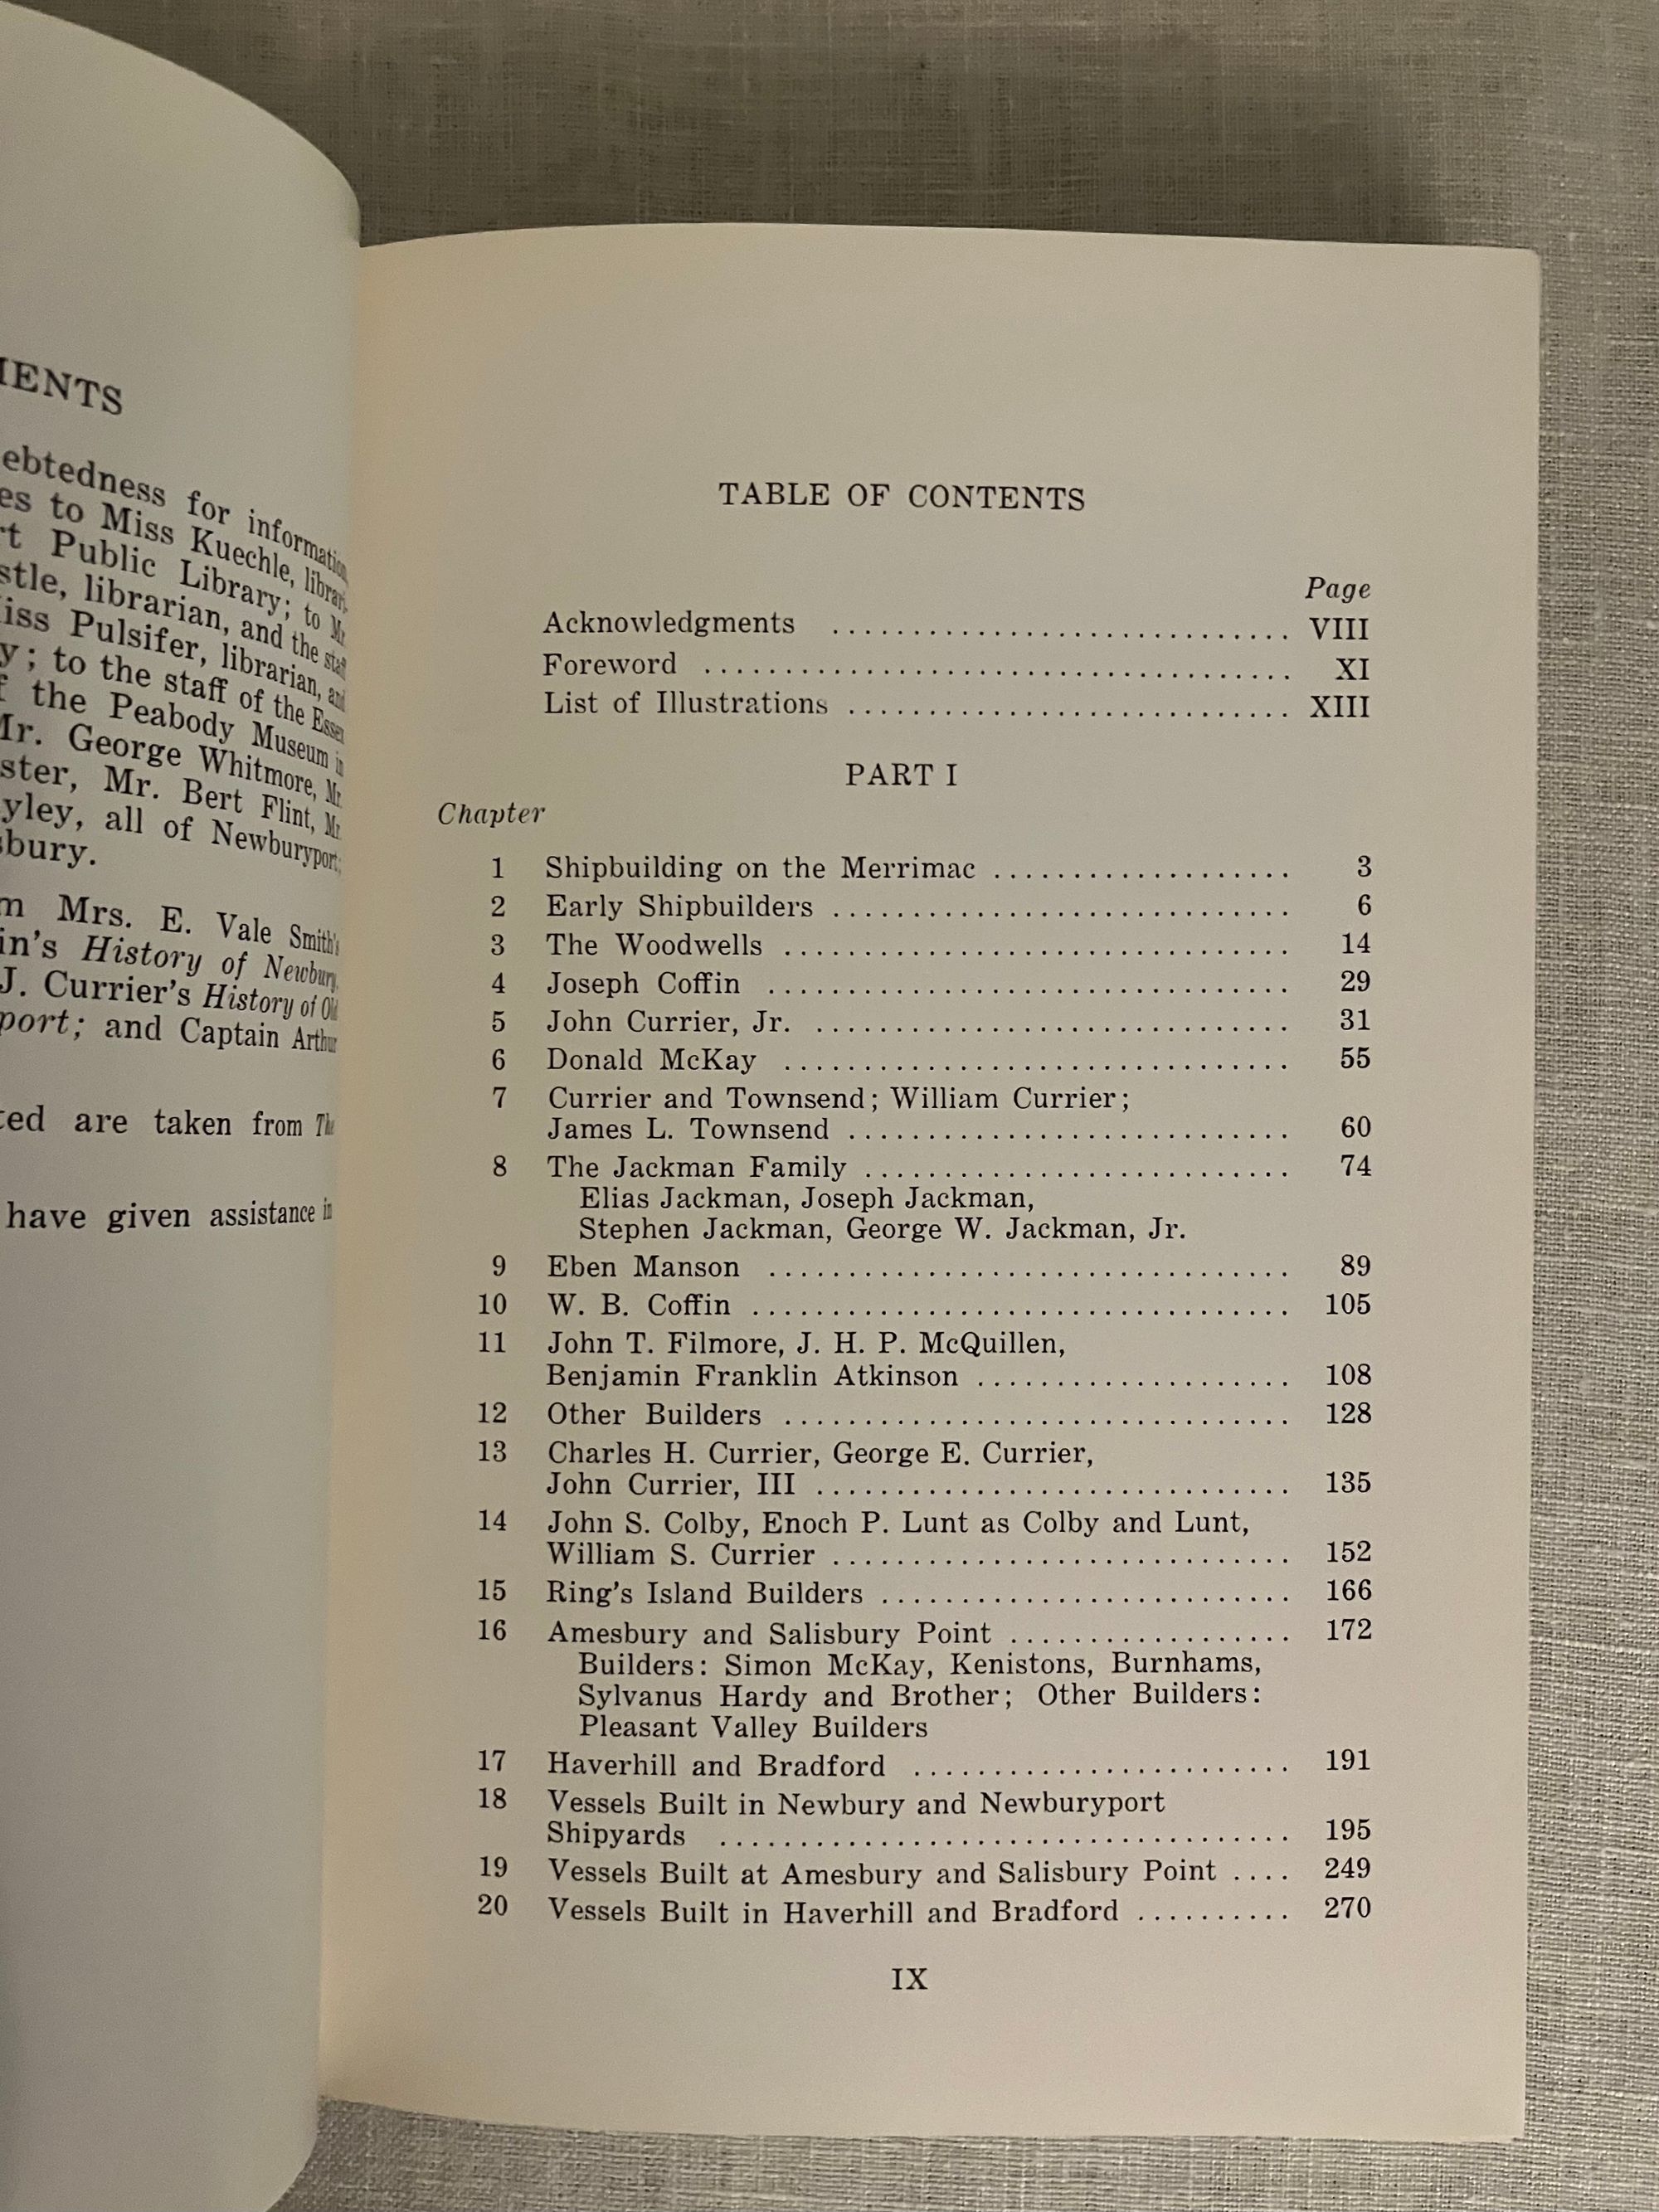 MENTS
ebtedness for information
es to Miss Kuechle, librari
rt Public Library; to Mr.
stle, librarian, and the staff
iss Pulsifer, librarian, and
y; to the staff of the Essex
f the Peabody Museum in
Mr. George Whitmore, Mr.
ster, Mr. Bert Flint, Mr.
yley, all of Newburyport;
sbury.
m Mrs. E. Vale Smith's
in's History of Newbury,
J. Currier's History of Old
port; and Captain Arthur
ted are taken from The
have given assistance in
TABLE OF CONTENTS
Page
Acknowledgments .............................. VIII
Foreword ..................................... XI
List of Illustrations ............................ XIII
PART I
Chapter
1 Shipbuilding on the Merrimac ................... 3
2 Early Shipbuilders ............................. 6
3 The Woodwells ................................ 14
4 Joseph Coffin ................................. 29
5 John Currier, Jr. .............................. 31
6 Donald McKay ................................ 55
7 Currier and Townsend; William Currier;
James L. Townsend ............................ 60
8 The Jackman Family ........................... 74
Elias Jackman, Joseph Jackman,
Stephen Jackman, George W. Jackman, Jr.
9 Eben Manson ................................. 89
10 W. B. Coffin .................................. 105
11 John T. Filmore, J. H. P. McQuillen,
Benjamin Franklin Atkinson .................... 108
12 Other Builders ................................ 128
13 Charles H. Currier, George E. Currier,
John Currier, III .............................. 135
14 John S. Colby, Enoch P. Lunt as Colby and Lunt,
William S. Currier ............................. 152
15 Ring's Island Builders .......................... 166
16 Amesbury and Salisbury Point .................. 172
Builders: Simon McKay, Kenistons, Burnhams,
Sylvanus Hardy and Brother; Other Builders:
Pleasant Valley Builders
17 Haverhill and Bradford ........................ 191
18 Vessels Built in Newbury and Newburyport
Shipyards .................................... 195
19 Vessels Built at Amesbury and Salisbury Point .... 249
20 Vessels Built in Haverhill and Bradford .......... 270
IX